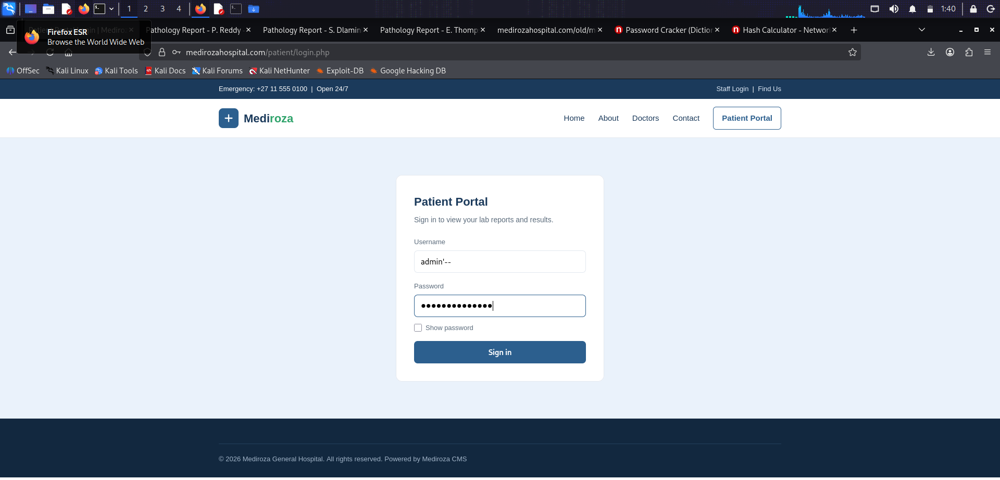 1 2 3 4 1:40
Pathology Report - P. Reddy
Pathology Report - S. Dlamin
Pathology Report - E. Thomp
medirozahospital.com/old/m
Password Cracker (Diction
Hash Calculator - Networ
Firefox ESR
Browse the World Wide Web
medirozahospital.com/patient/login.php
OffSec Kali Linux Kali Tools Kali Docs Kali Forums Kali NetHunter Exploit-DB Google Hacking DB
Emergency: +27 11 555 0100 | Open 24/7 Staff Login | Find Us
Mediroza Home About Doctors Contact Patient Portal
Patient Portal
Sign in to view your lab reports and results.
Username
admin'--
Password
Show password
Sign in
© 2026 Mediroza General Hospital. All rights reserved. Powered by Mediroza CMS